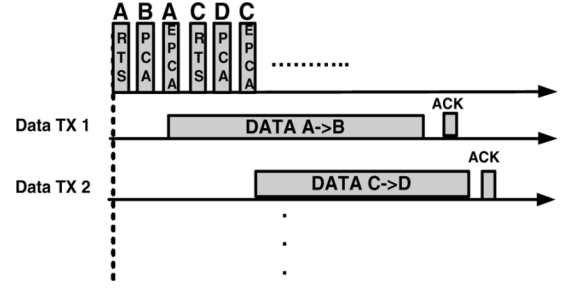 A B A C D C
RTS PCA EPCA RTS PCA EPCA
ACK
Data TX 1
DATA A->B
ACK
Data TX 2
DATA C->D